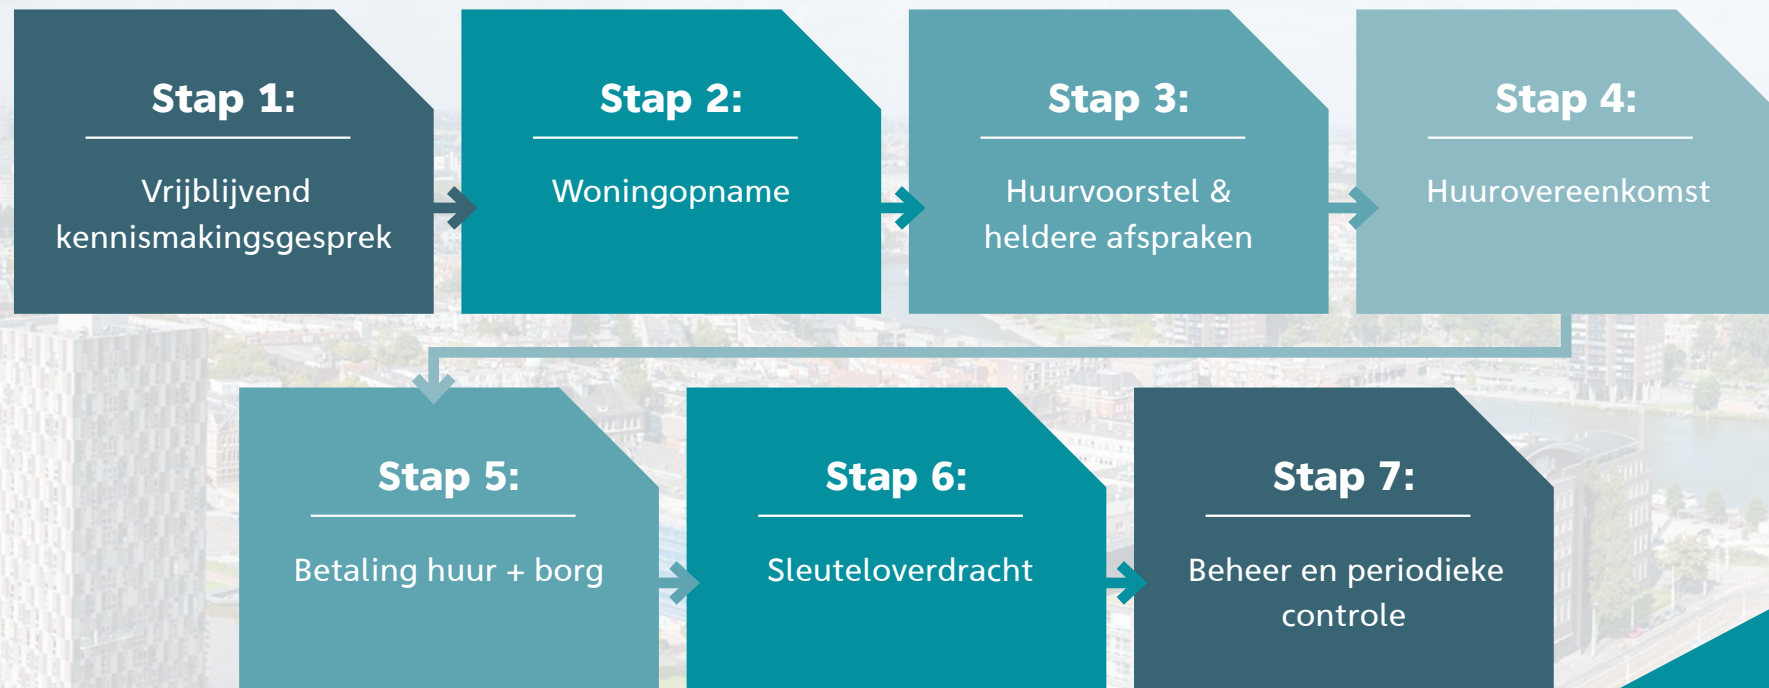 Stap 1:
Vrijblijvend
kennismakingsgesprek
Stap 2:
Woningopname
Stap 3:
Huurvoorstel &
heldere afspraken
Stap 4:
Huurovereenkomst
Stap 5:
Betaling huur + borg
Stap 6:
Sleuteloverdracht
Stap 7:
Beheer en periodieke
controle